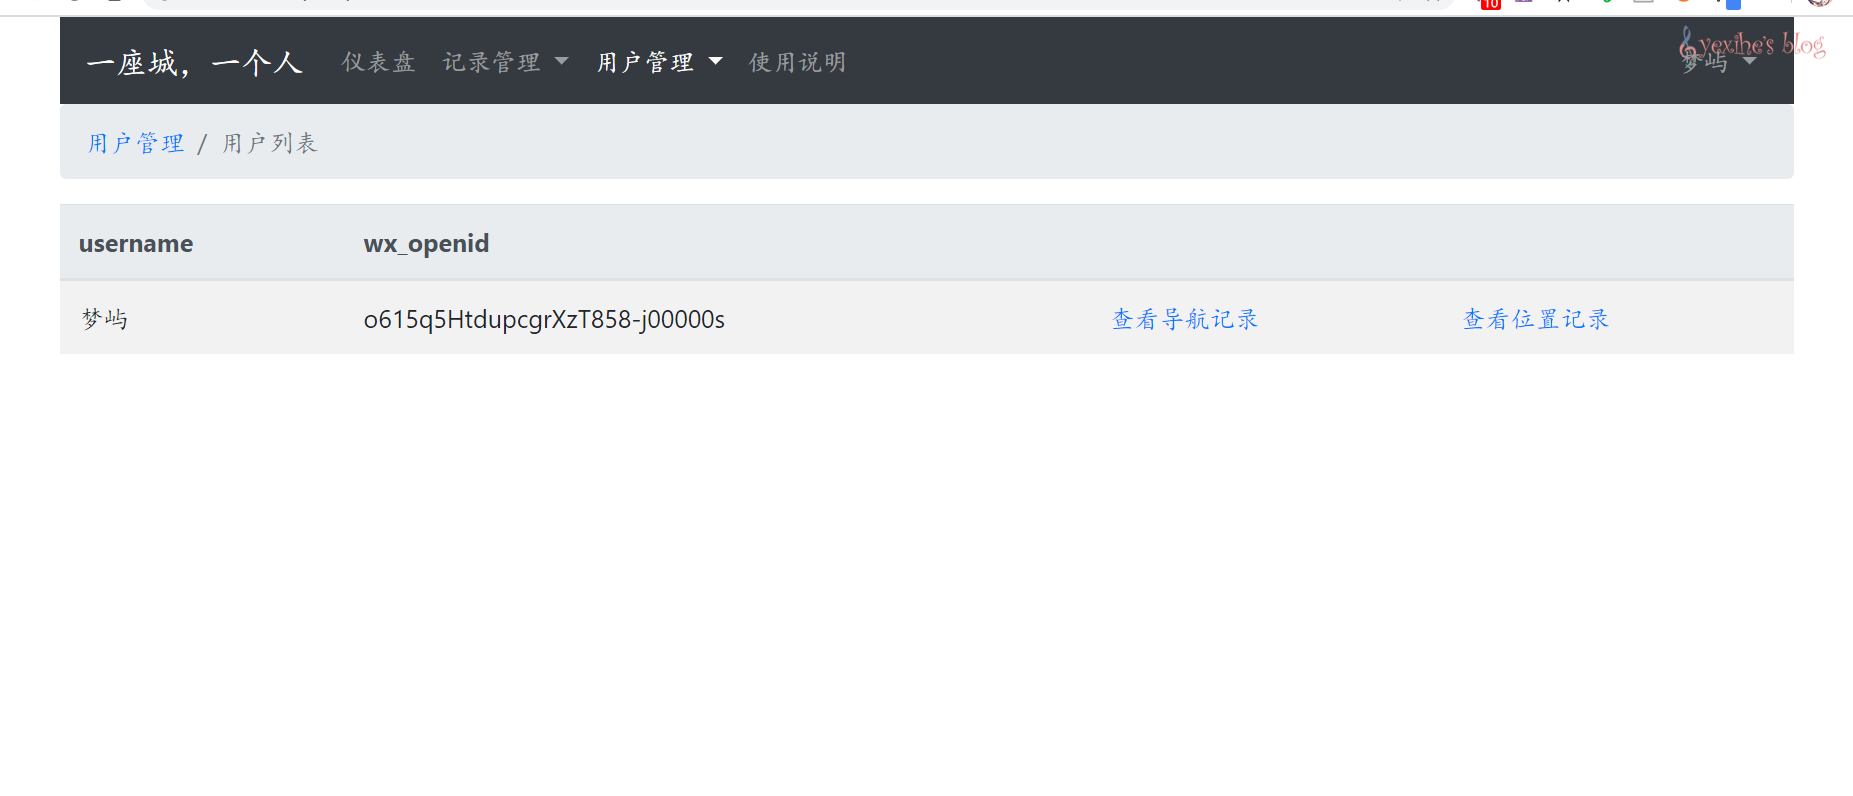 10
yexihe's blog
一座城，一个人 仪表盘 记录管理 用户管理 使用说明 梦屿
用户管理 / 用户列表
username wx_openid
梦屿 o615q5HtdupcgrXzT858-j00000s 查看导航记录 查看位置记录